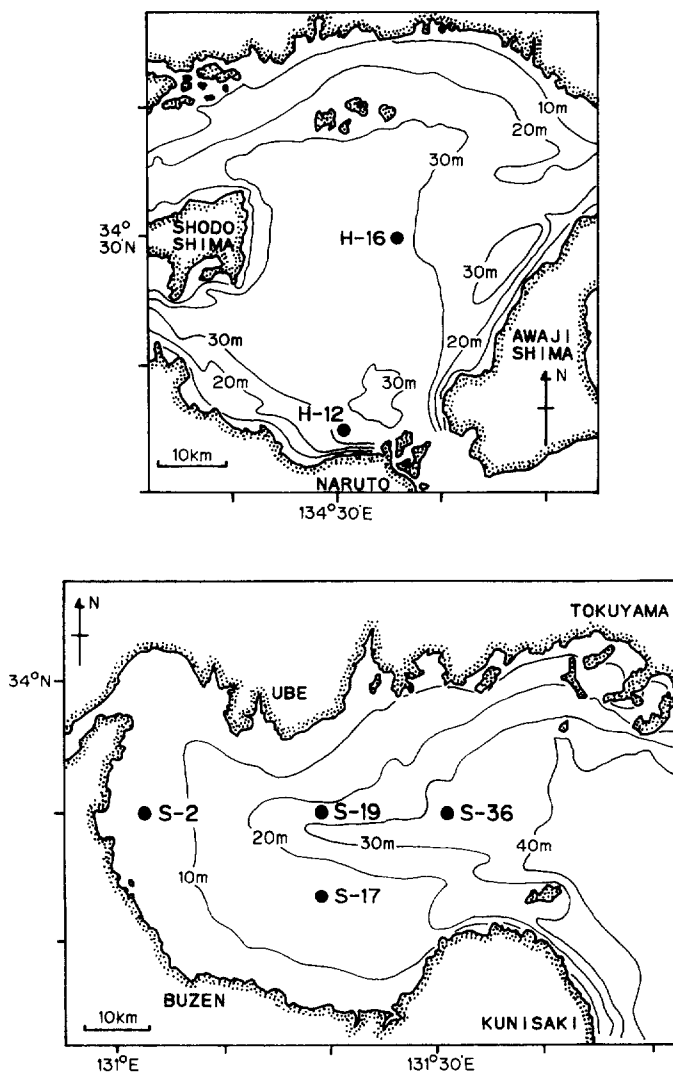 10m
20m
30m
34°
30'N
SHODO
SHIMA
H-16
30m
30m
20m
AWAJI
SHIMA
20m
30m
H-12
N
10km
NARUTO
134°30'E
N
TOKUYAMA
34°N
UBE
S-2
S-19
S-36
20m
30m
40m
10m
S-17
BUZEN
10km
KUNISAKI
131°E
131°30'E